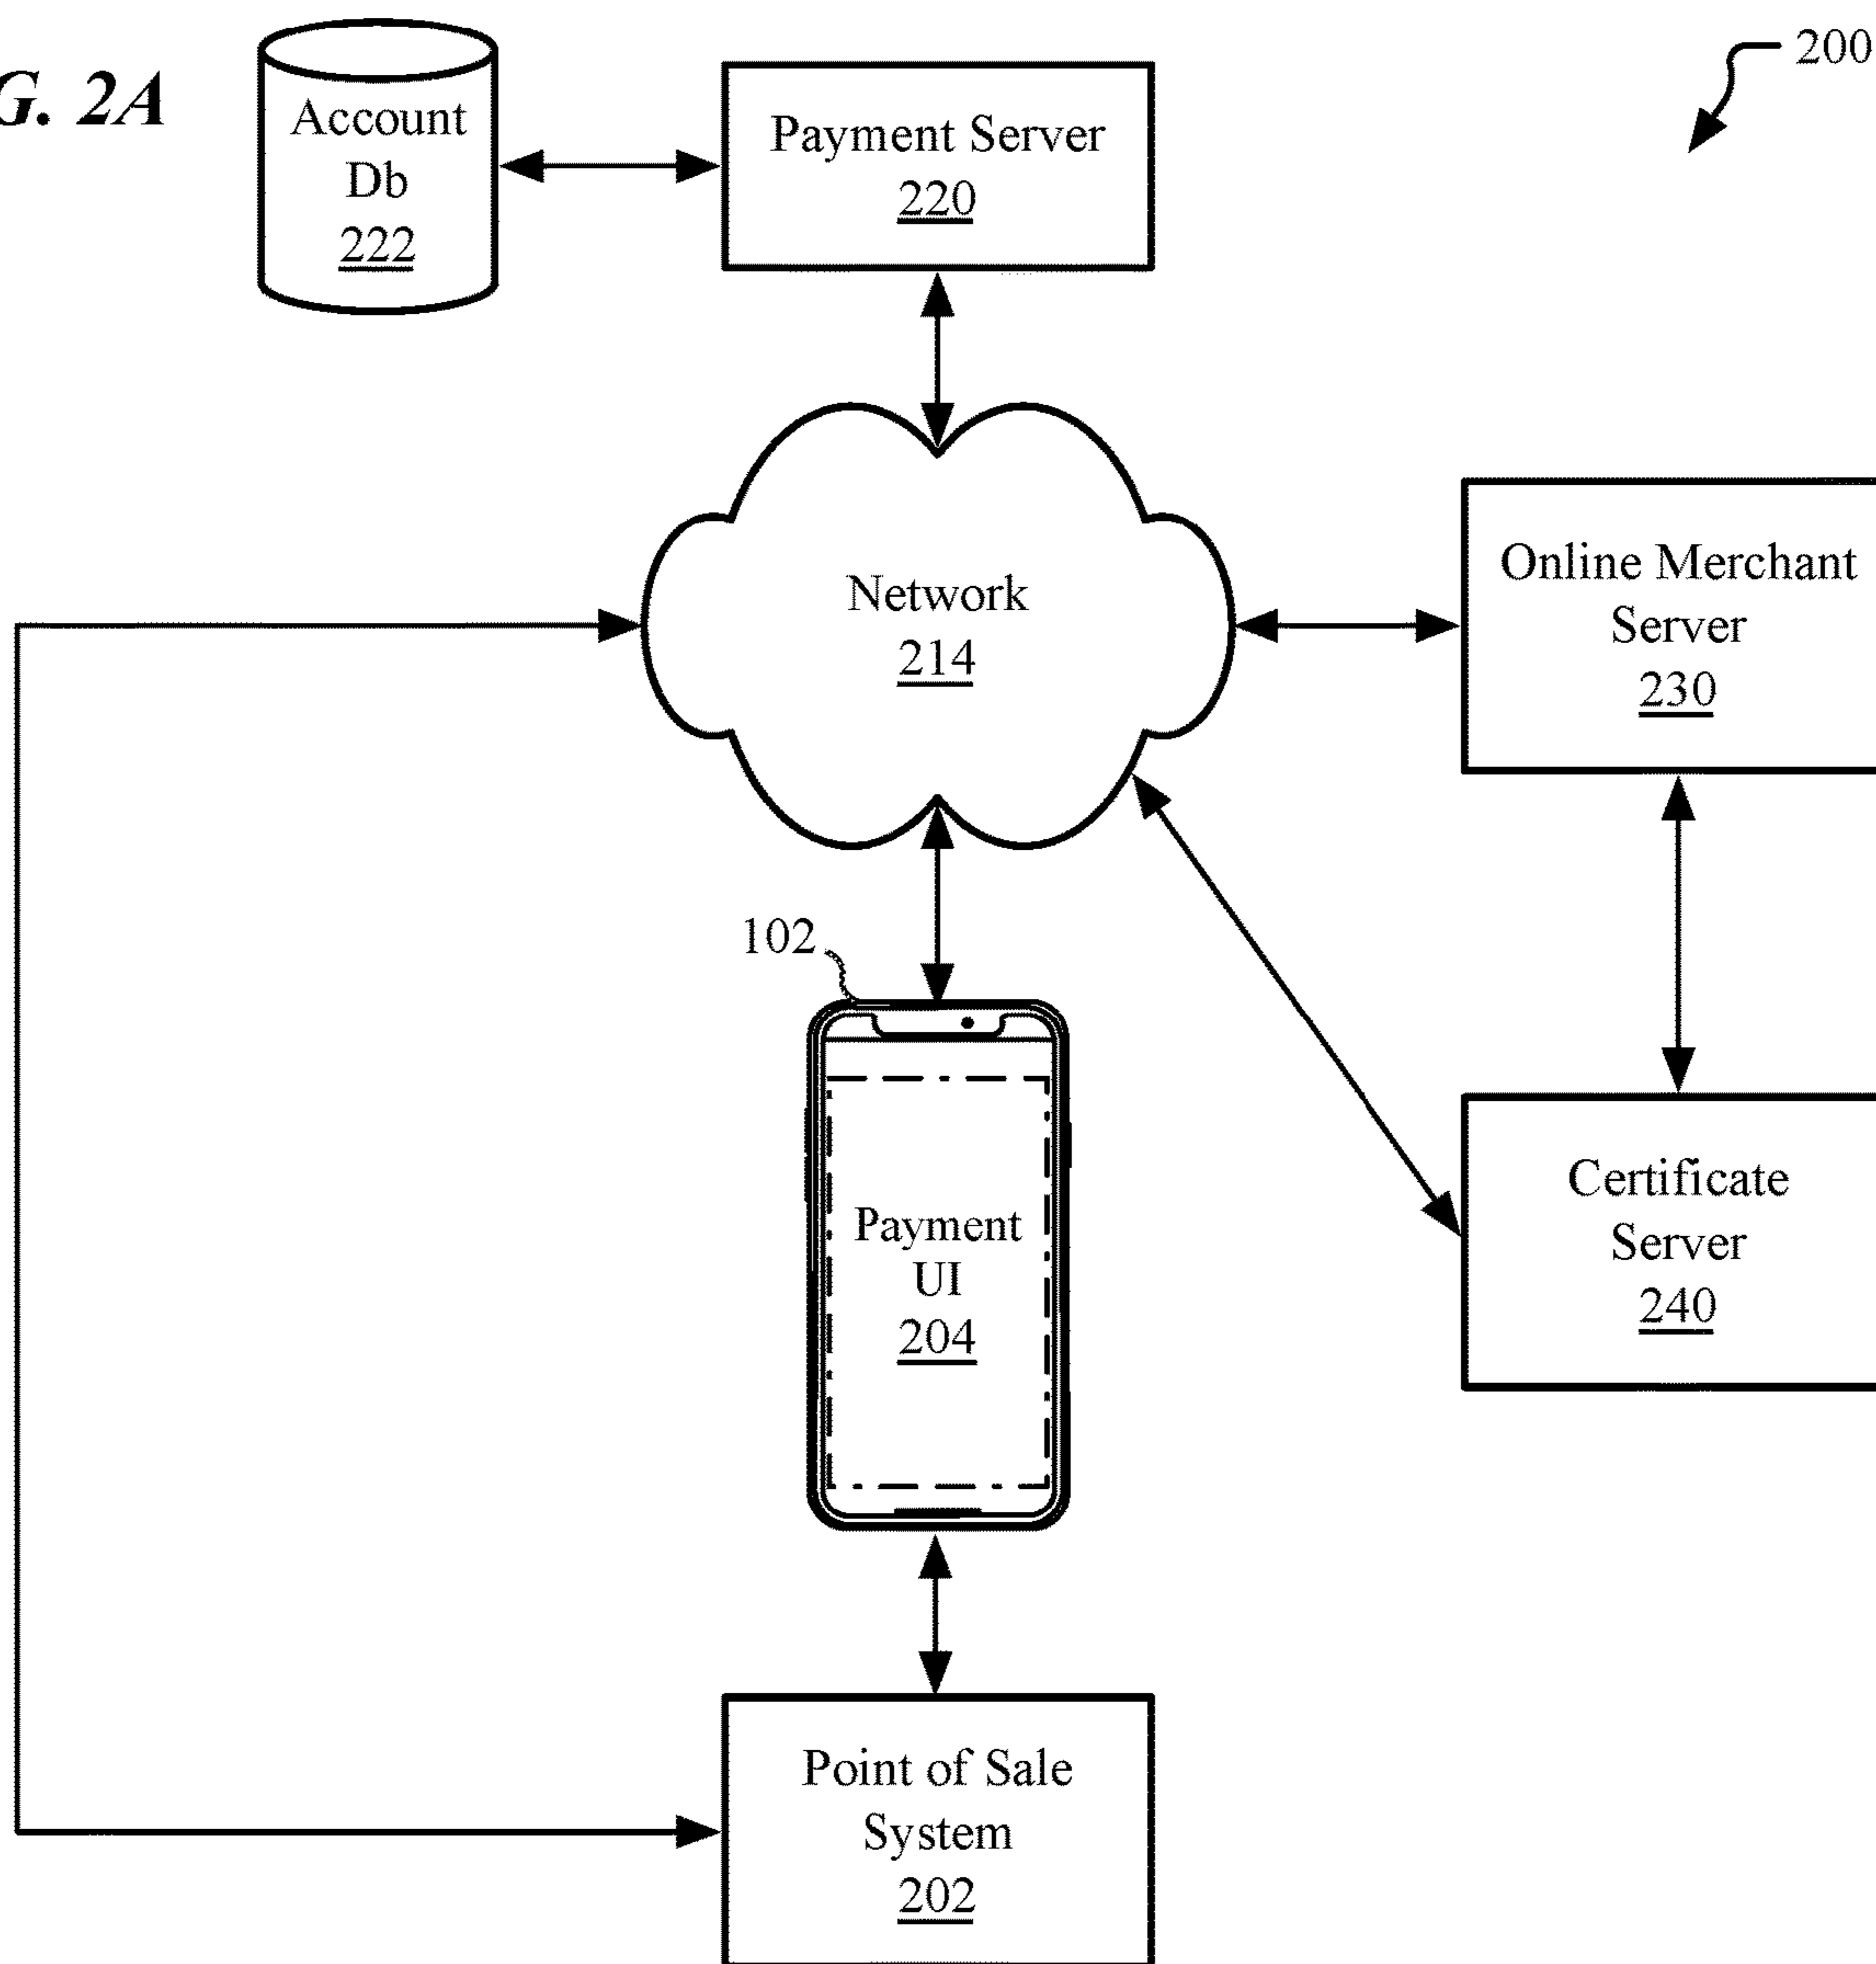 G. 2A
200
Account
Db
222
Payment Server
220
Network
214
Online Merchant
Server
230
102
Payment
UI
204
Certificate
Server
240
Point of Sale
System
202